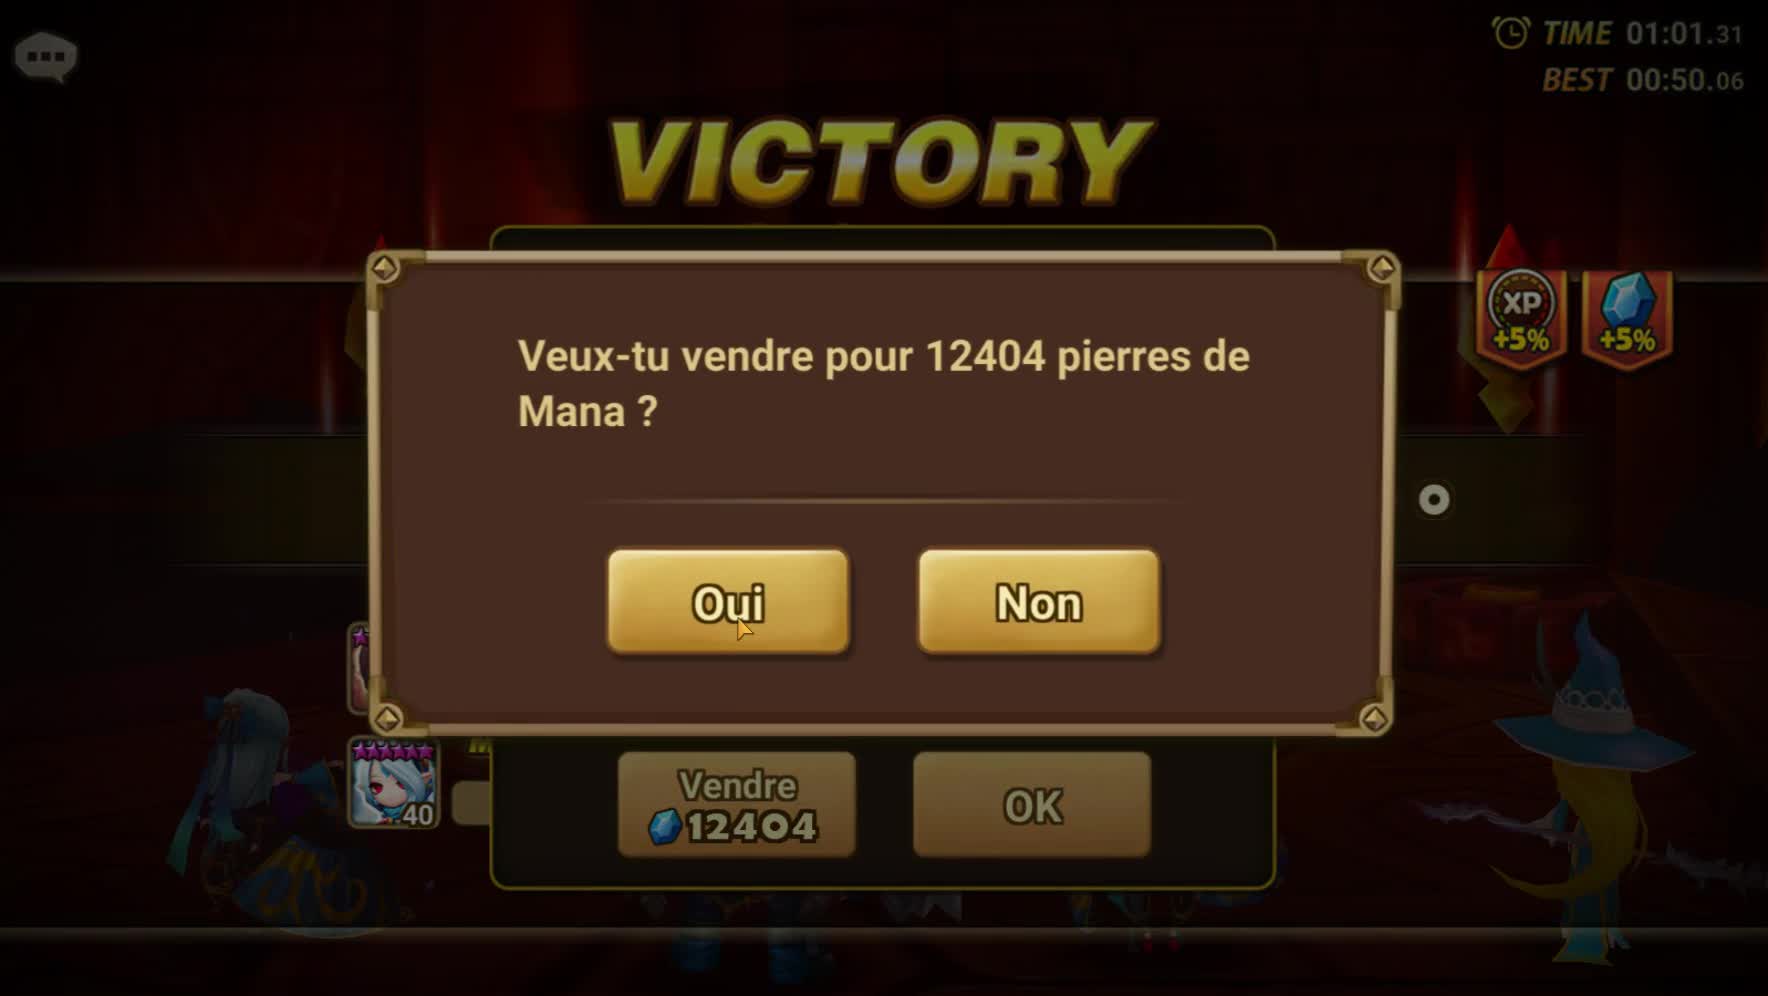 TIME 01:01.31
BEST 00:50.06
VICTORY
XP
+5%
+5%
Veux-tu vendre pour 12404 pierres de
Mana ?
Oui
Non
40
Vendre
12404
OK